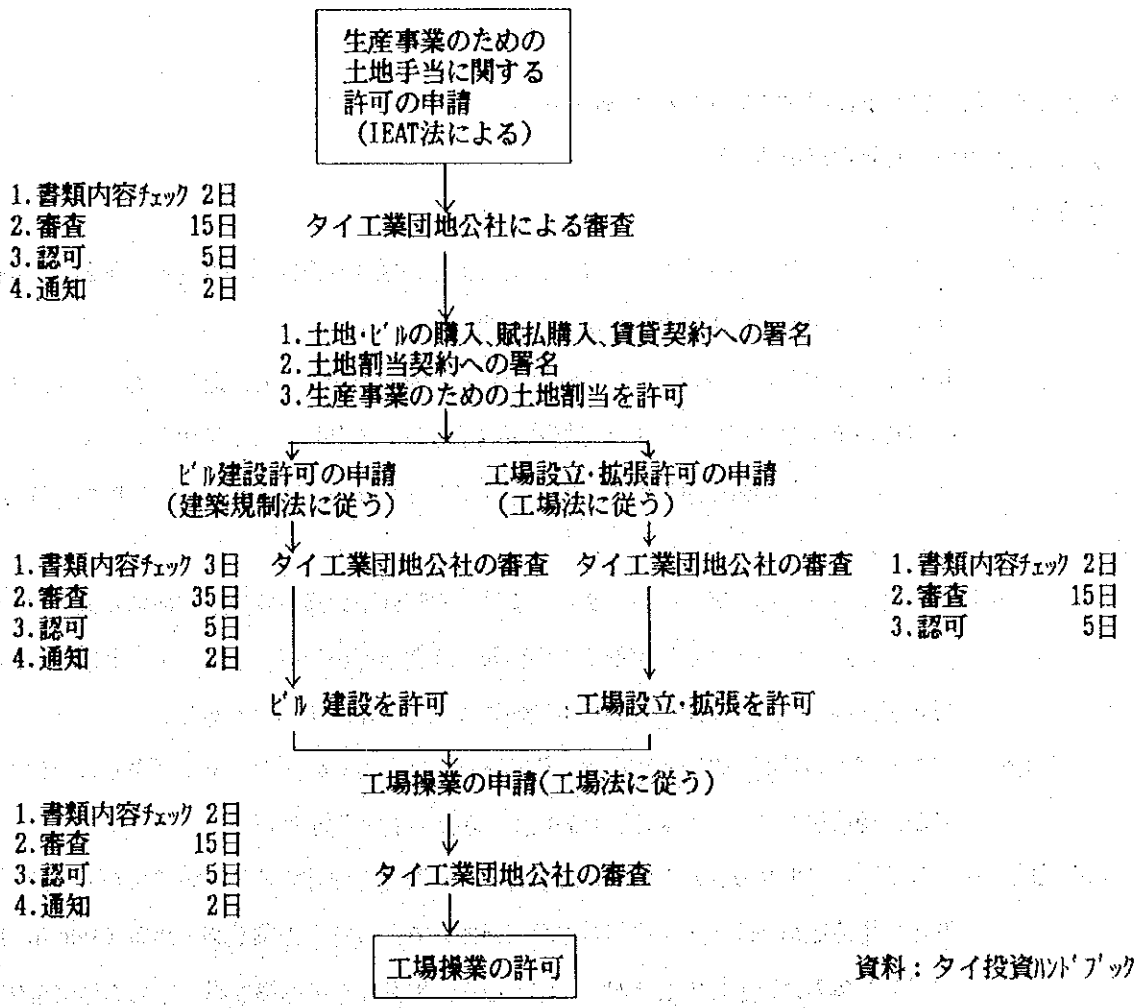 生産事業のための
土地手当に関する
許可の申請
(IEAT法による)
1.書類内容ﾁｪｯｸ 2日
2.審査 15日
3.認可 5日
4.通知 2日
タイ工業団地公社による審査
1.土地･ﾋﾞﾙの購入､賦払購入､賃貸契約への署名
2.土地割当契約への署名
3.生産事業のための土地割当を許可
ﾋﾞﾙ建設許可の申請
(建築規制法に従う)
工場設立･拡張許可の申請
(工場法に従う)
1.書類内容ﾁｪｯｸ 3日
2.審査 35日
3.認可 5日
4.通知 2日
タイ工業団地公社の審査
タイ工業団地公社の審査
1.書類内容ﾁｪｯｸ 2日
2.審査 15日
3.認可 5日
ﾋﾞﾙ 建設を許可
工場設立･拡張を許可
工場操業の申請(工場法に従う)
1.書類内容ﾁｪｯｸ 2日
2.審査 15日
3.認可 5日
4.通知 2日
タイ工業団地公社の審査
工場操業の許可
資料：タイ投資ﾊﾝﾄﾞﾌﾞｯｸ